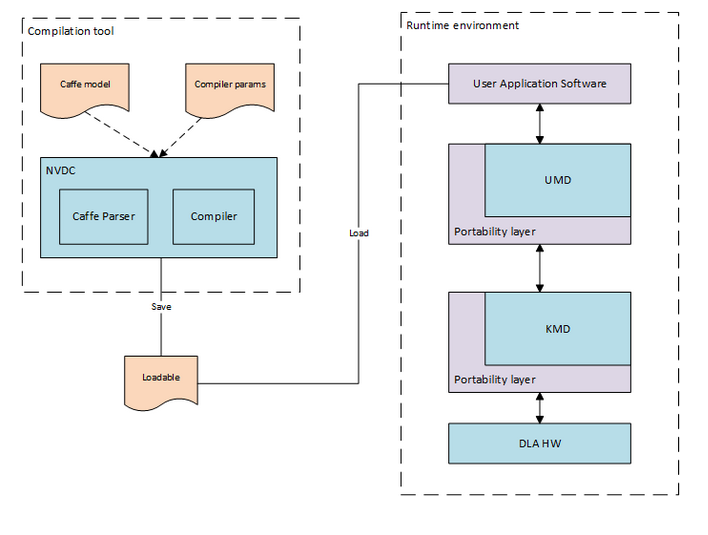 Compilation tool
Caffe model
Compiler params
NVDC
Caffe Parser
Compiler
Save
Loadable
Load
Runtime environment
User Application Software
UMD
Portability layer
KMD
Portability layer
DLA HW